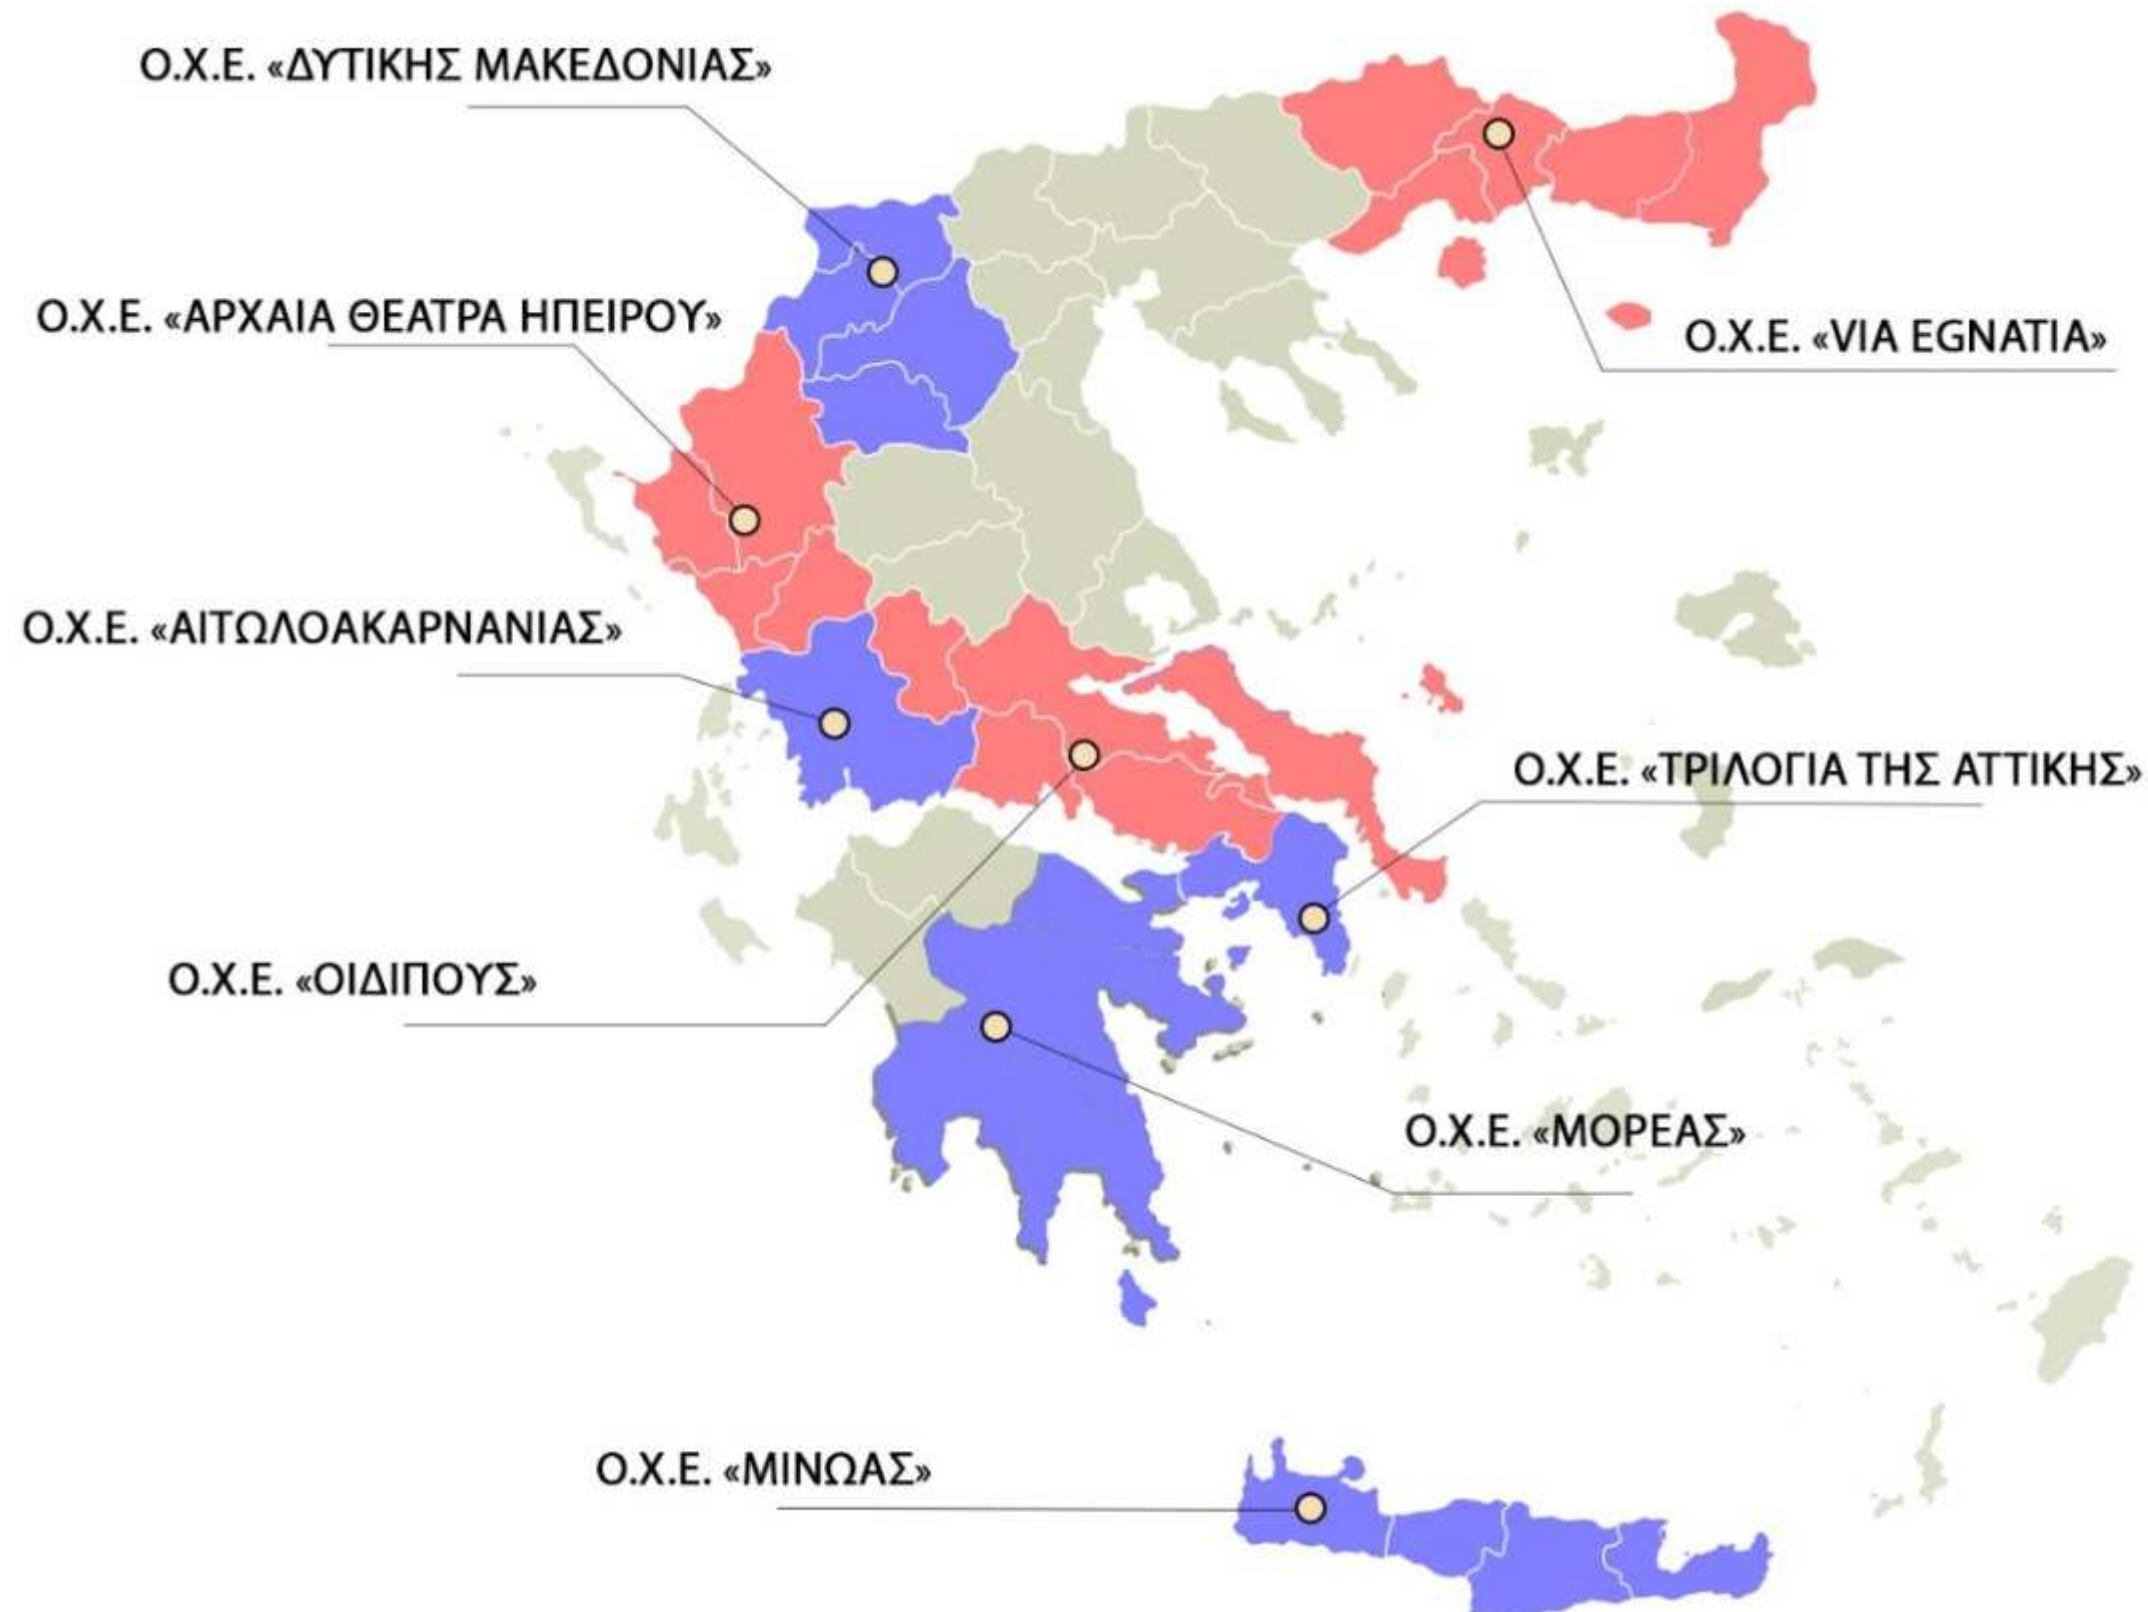 Ο.Χ.Ε. «ΔΥΤΙΚΗΣ ΜΑΚΕΔΟΝΙΑΣ»
Ο.Χ.Ε. «ΑΡΧΑΙΑ ΘΕΑΤΡΑ ΗΠΕΙΡΟΥ»
Ο.Χ.Ε. «VIA EGNATIA»
Ο.Χ.Ε. «ΑΙΤΩΛΟΑΚΑΡΝΑΝΙΑΣ»
Ο.Χ.Ε. «ΤΡΙΛΟΓΙΑ ΤΗΣ ΑΤΤΙΚΗΣ»
Ο.Χ.Ε. «ΟΙΔΙΠΟΥΣ»
Ο.Χ.Ε. «ΜΟΡΕΑΣ»
Ο.Χ.Ε. «ΜΙΝΩΑΣ»